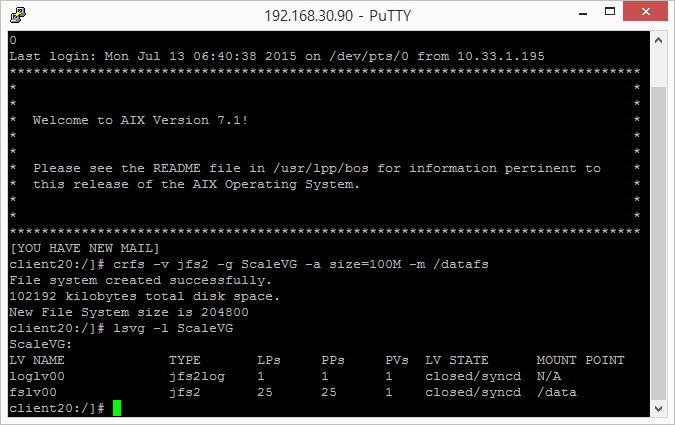 192.168.30.90 - PuTTY
0
Last login: Mon Jul 13 06:40:38 2015 on /dev/pts/0 from 10.33.1.195
*******************************************************************************
*                                                                             *
*                                                                             *
*  Welcome to AIX Version 7.1!                                                *
*                                                                             *
*                                                                             *
*  Please see the README file in /usr/lpp/bos for information pertinent to    *
*  this release of the AIX Operating System.                                  *
*                                                                             *
*                                                                             *
*******************************************************************************
[YOU HAVE NEW MAIL]
client20:/]# crfs -v jfs2 -g ScaleVG -a size=100M -m /datafs
File system created successfully.
102192 kilobytes total disk space.
New File System size is 204800
client20:/]# lsvg -l ScaleVG
ScaleVG:
LV NAME             TYPE       LPs     PPs     PVs  LV STATE      MOUNT POINT
loglv00             jfs2log    1       1       1    closed/syncd  N/A
fslv00              jfs2       25      25      1    closed/syncd  /data
client20:/]#